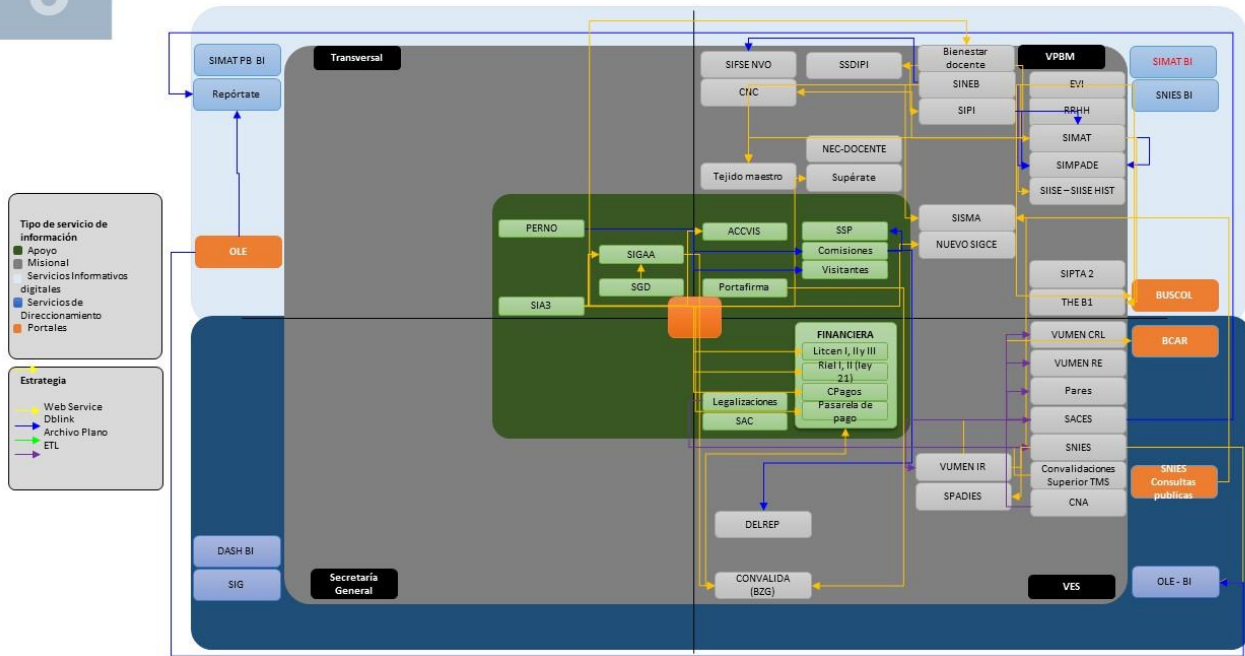 SIMAT PB BI
Repórtate
OLE
DASH BI
SIG
Transversal
Secretaría
General
VPBM
VES
SIFSE NVO
CNC
SSDIPI
Bienestar
docente
SINEB
SIPI
EVI
RRHH
SIMAT
SIMPADE
SIISE – SIISE HIST
SIMAT BI
SNIES BI
NEC-DOCENTE
Supérate
Tejido maestro
SISMA
NUEVO SIGCE
SIPTA 2
THE B1
BUSCOL
BCAR
PERNO
SIGAA
SGD
SIA3
ACCVIS
SSP
Comisiones
Visitantes
Portafirma
FINANCIERA
Litcen I, II y III
Riel I, II (ley
21)
CPagos
Pasarela de
pago
Legalizaciones
SAC
VUMEN CRL
VUMEN RE
Pares
SACES
SNIES
Convalidaciones
Superior TMS
CNA
VUMEN IR
SPADIES
DELREP
CONVALIDA
(BZG)
SNIES
Consultas
publicas
OLE - BI
Tipo de servicio de
información
Apoyo
Misional
Servicios Informativos
digitales
Servicios de
Direccionamiento
Portales
Estrategia
Web Service
Dblink
Archivo Plano
ETL